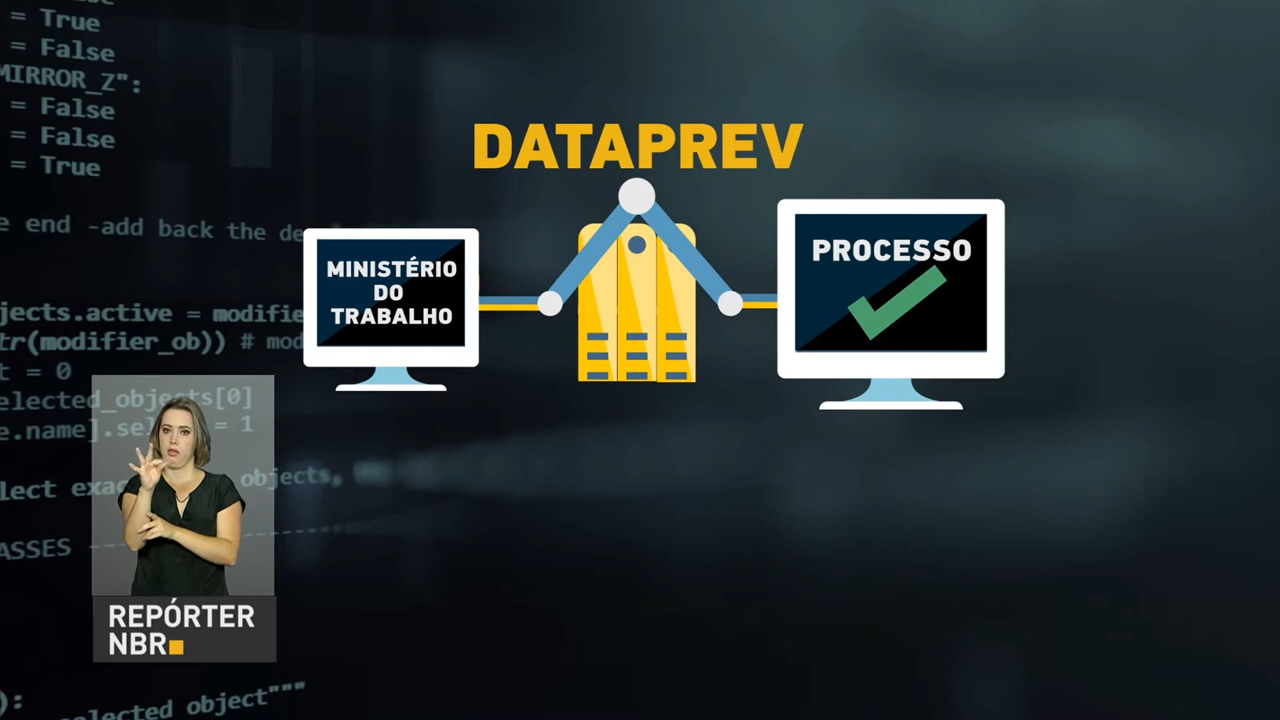 = True
= False
MIRROR_Z":
= False
= False
= True
e end -add back the de
DATAPREV
MINISTÉRIO
DO
TRABALHO
PROCESSO
jects.active = modifie
tr(modifier_ob)) # mod
t = 0
elected_objects[0]
e.name].sel = 1
lect exa objects,
ASSES
REPÓRTER
NBR
):
elected object"""